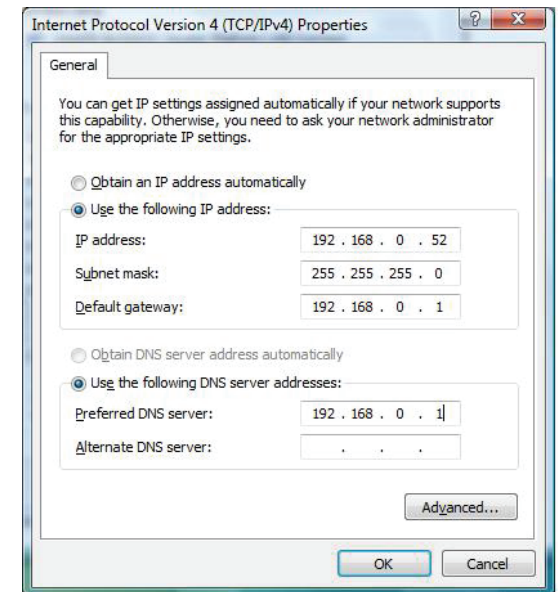 Internet Protocol Version 4 (TCP/IPv4) Properties
General
You can get IP settings assigned automatically if your network supports
this capability. Otherwise, you need to ask your network administrator
for the appropriate IP settings.
Obtain an IP address automatically
Use the following IP address:
IP address: 192 . 168 . 0 . 52
Subnet mask: 255 . 255 . 255 . 0
Default gateway: 192 . 168 . 0 . 1
Obtain DNS server address automatically
Use the following DNS server addresses:
Preferred DNS server: 192 . 168 . 0 . 1
Alternate DNS server: . . .
Advanced...
OK Cancel